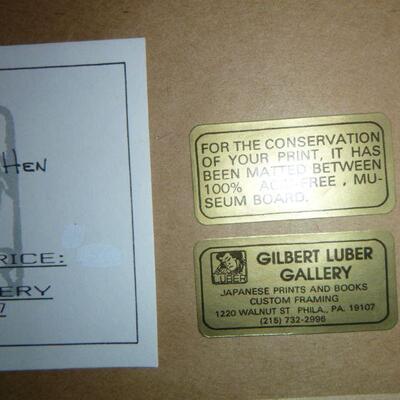 HEN
RICE:
ERY
7
FOR THE CONSERVATION
OF YOUR PRINT, IT HAS
BEEN MATTED BETWEEN
100% ACID-FREE, MU-
SEUM BOARD.
LUBER
GILBERT LUBER
GALLERY
JAPANESE PRINTS AND BOOKS
CUSTOM FRAMING
1220 WALNUT ST PHILA., PA. 19107
(215) 732-2996